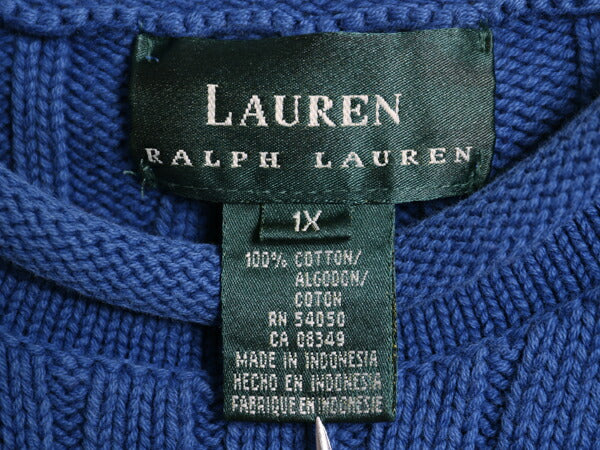 LAUREN
RALPH LAUREN
1X
100% COTTON/
ALGODON/
COTON
RN 54050
CA 08349
MADE IN INDONESIA
HECHO EN INDONESIA
FABRIQUE EN INDONESIE